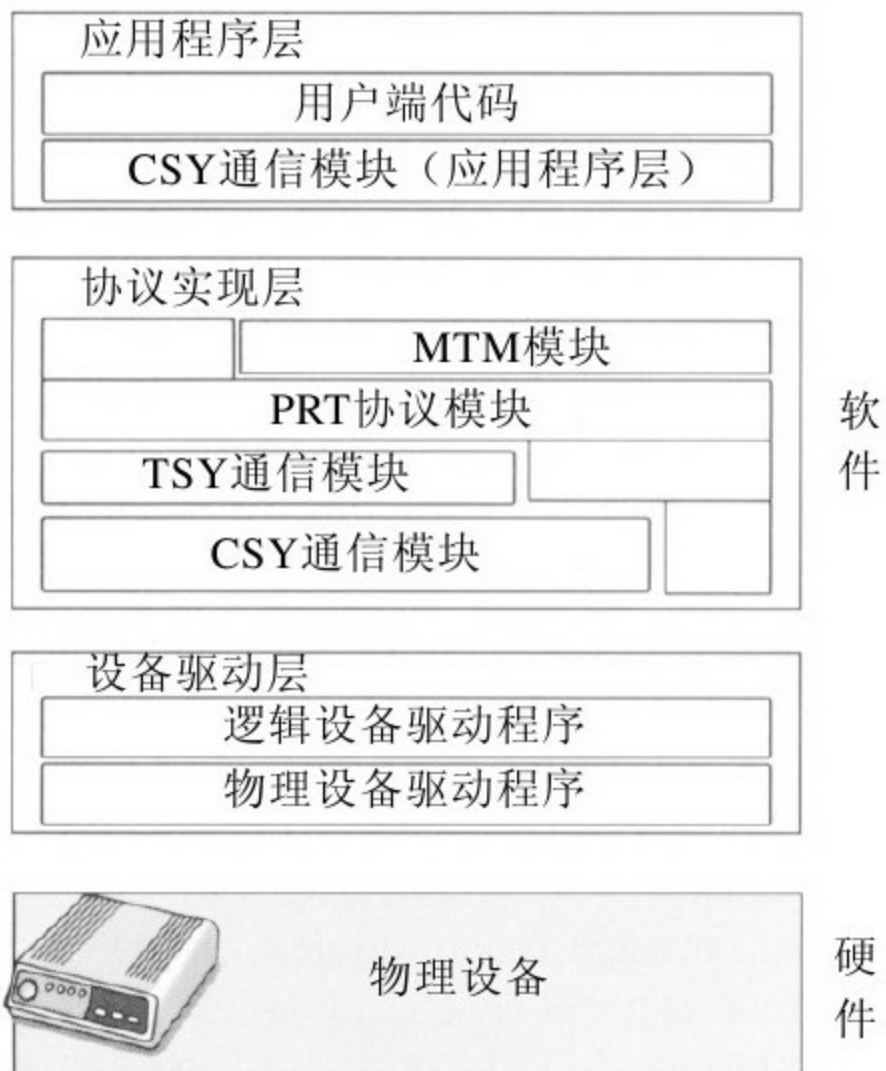 应用程序层
用户端代码
CSY通信模块（应用程序层）
协议实现层
MTM模块
PRT协议模块
TSY通信模块
CSY通信模块
软件
设备驱动层
逻辑设备驱动程序
物理设备驱动程序
物理设备
硬件